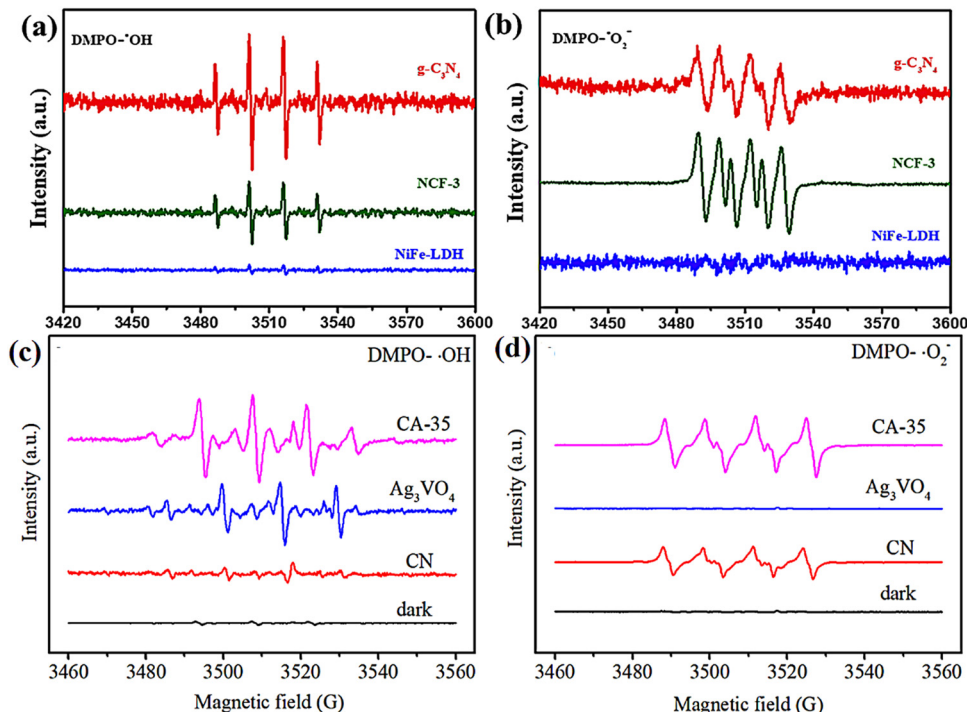 (a)
DMPO-•OH
g-C₃N₄
NCF-3
NiFe-LDH
Intensity (a.u.)
3420 3450 3480 3510 3540 3570 3600
(b)
DMPO-•O₂⁻
g-C₃N₄
NCF-3
NiFe-LDH
Intensity (a.u.)
3420 3450 3480 3510 3540 3570 3600
(c)
DMPO- ·OH
CA-35
Ag₃VO₄
CN
dark
Intensity (a.u.)
3460 3480 3500 3520 3540 3560
Magnetic field (G)
(d)
DMPO- ·O₂⁻
CA-35
Ag₃VO₄
CN
dark
Intensity (a.u.)
3460 3480 3500 3520 3540 3560
Magnetic field (G)